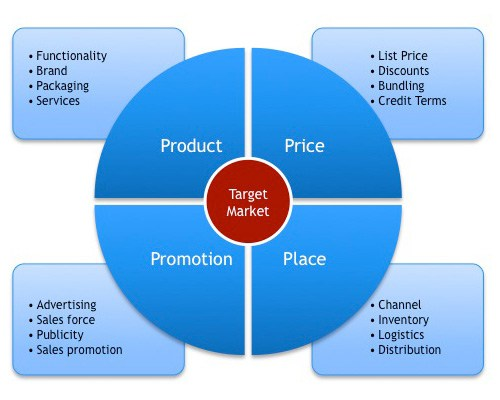 • Functionality
• Brand
• Packaging
• Services
• List Price
• Discounts
• Bundling
• Credit Terms
Product
Price
Target
Market
Promotion
Place
• Advertising
• Sales force
• Publicity
• Sales promotion
• Channel
• Inventory
• Logistics
• Distribution